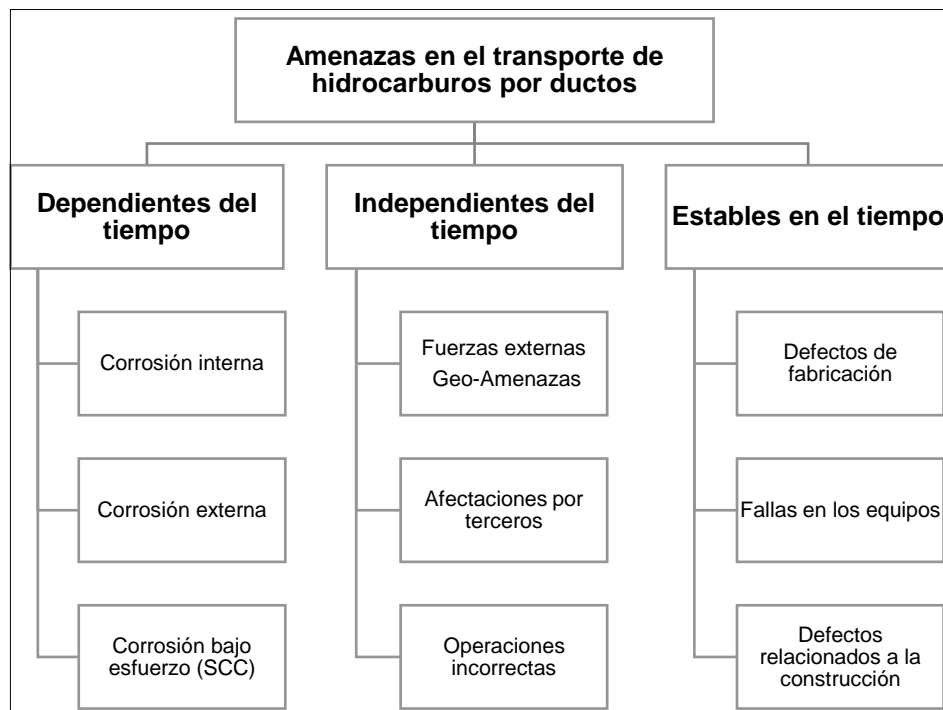 Amenazas en el transporte de
hidrocarburos por ductos
Dependientes del
tiempo
Independientes del
tiempo
Estables en el tiempo
Corrosión interna
Fuerzas externas
Geo-Amenazas
Defectos de
fabricación
Corrosión externa
Afectaciones por
terceros
Fallas en los equipos
Corrosión bajo
esfuerzo (SCC)
Operaciones
incorrectas
Defectos
relacionados a la
construcción